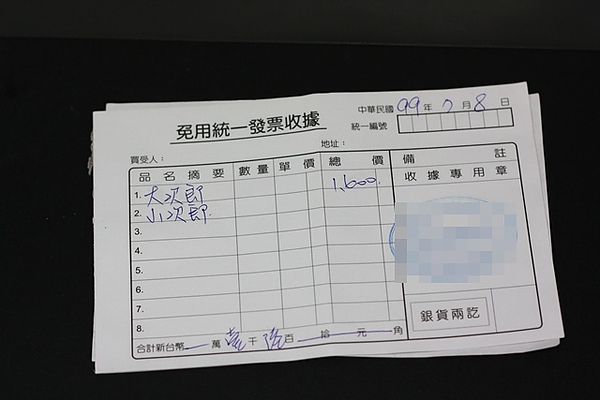 免用統一發票收據
中華民國 99 年 7 月 8 日
統一編號
買受人： 地址：
品名摘要 數量 單價 總價 備註
1. 大次郎 1,600. 收據專用章
2. 小次郎
3.
4.
5.
6.
7.
8. 銀貨兩訖
合計新台幣 萬 壹 千 陸 百 拾 元 角